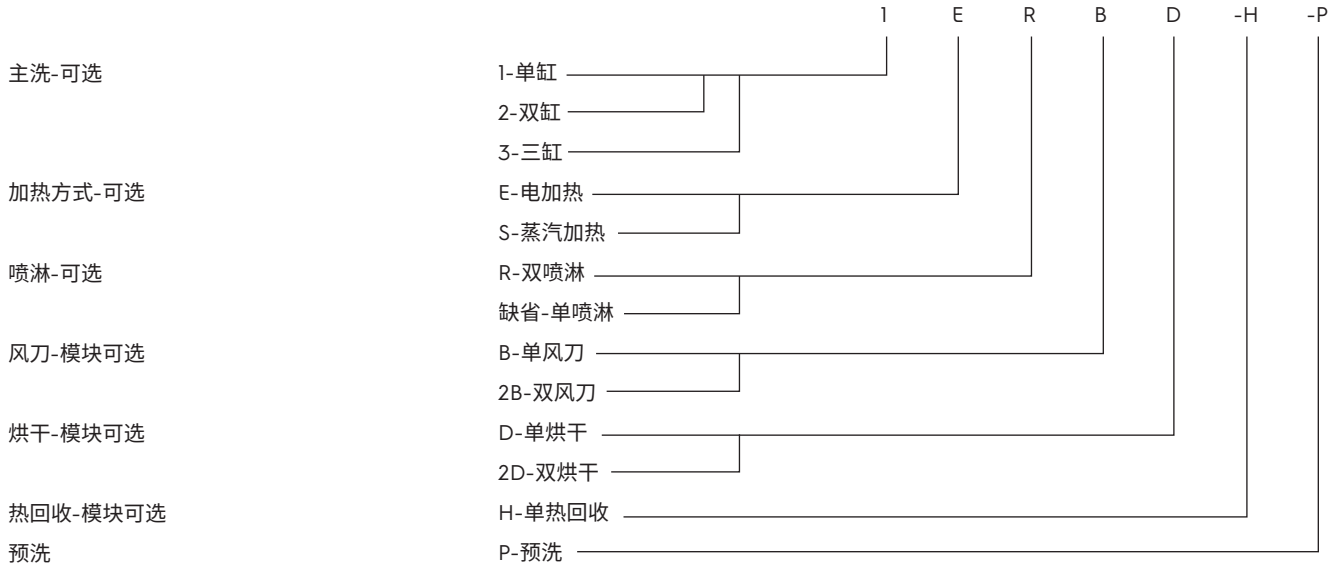 1 E R B D -H -P
主洗-可选 1-单缸
2-双缸
3-三缸
加热方式-可选 E-电加热
S-蒸汽加热
喷淋-可选 R-双喷淋
缺省-单喷淋
风刀-模块可选 B-单风刀
2B-双风刀
烘干-模块可选 D-单烘干
2D-双烘干
热回收-模块可选 H-单热回收
预洗 P-预洗